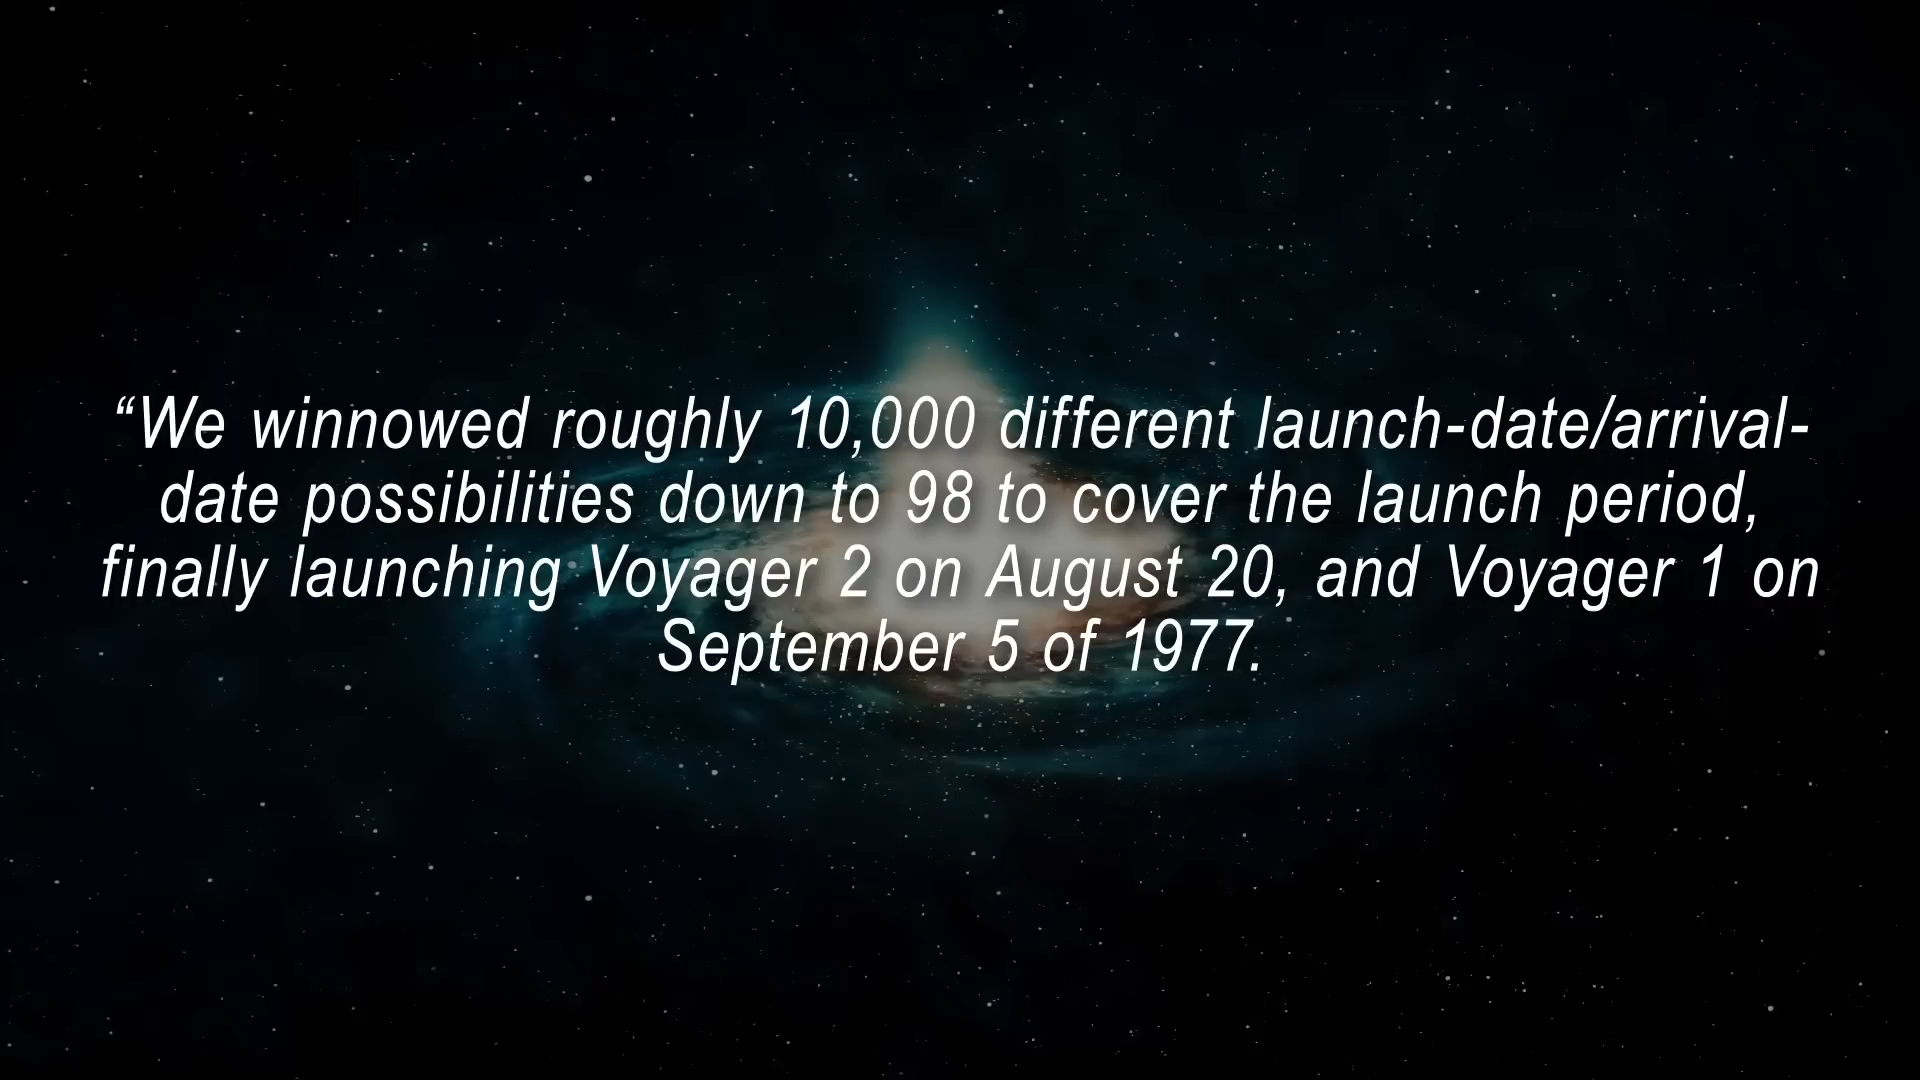 “We winnowed roughly 10,000 different launch-date/arrival-
date possibilities down to 98 to cover the launch period,
finally launching Voyager 2 on August 20, and Voyager 1 on
September 5 of 1977.